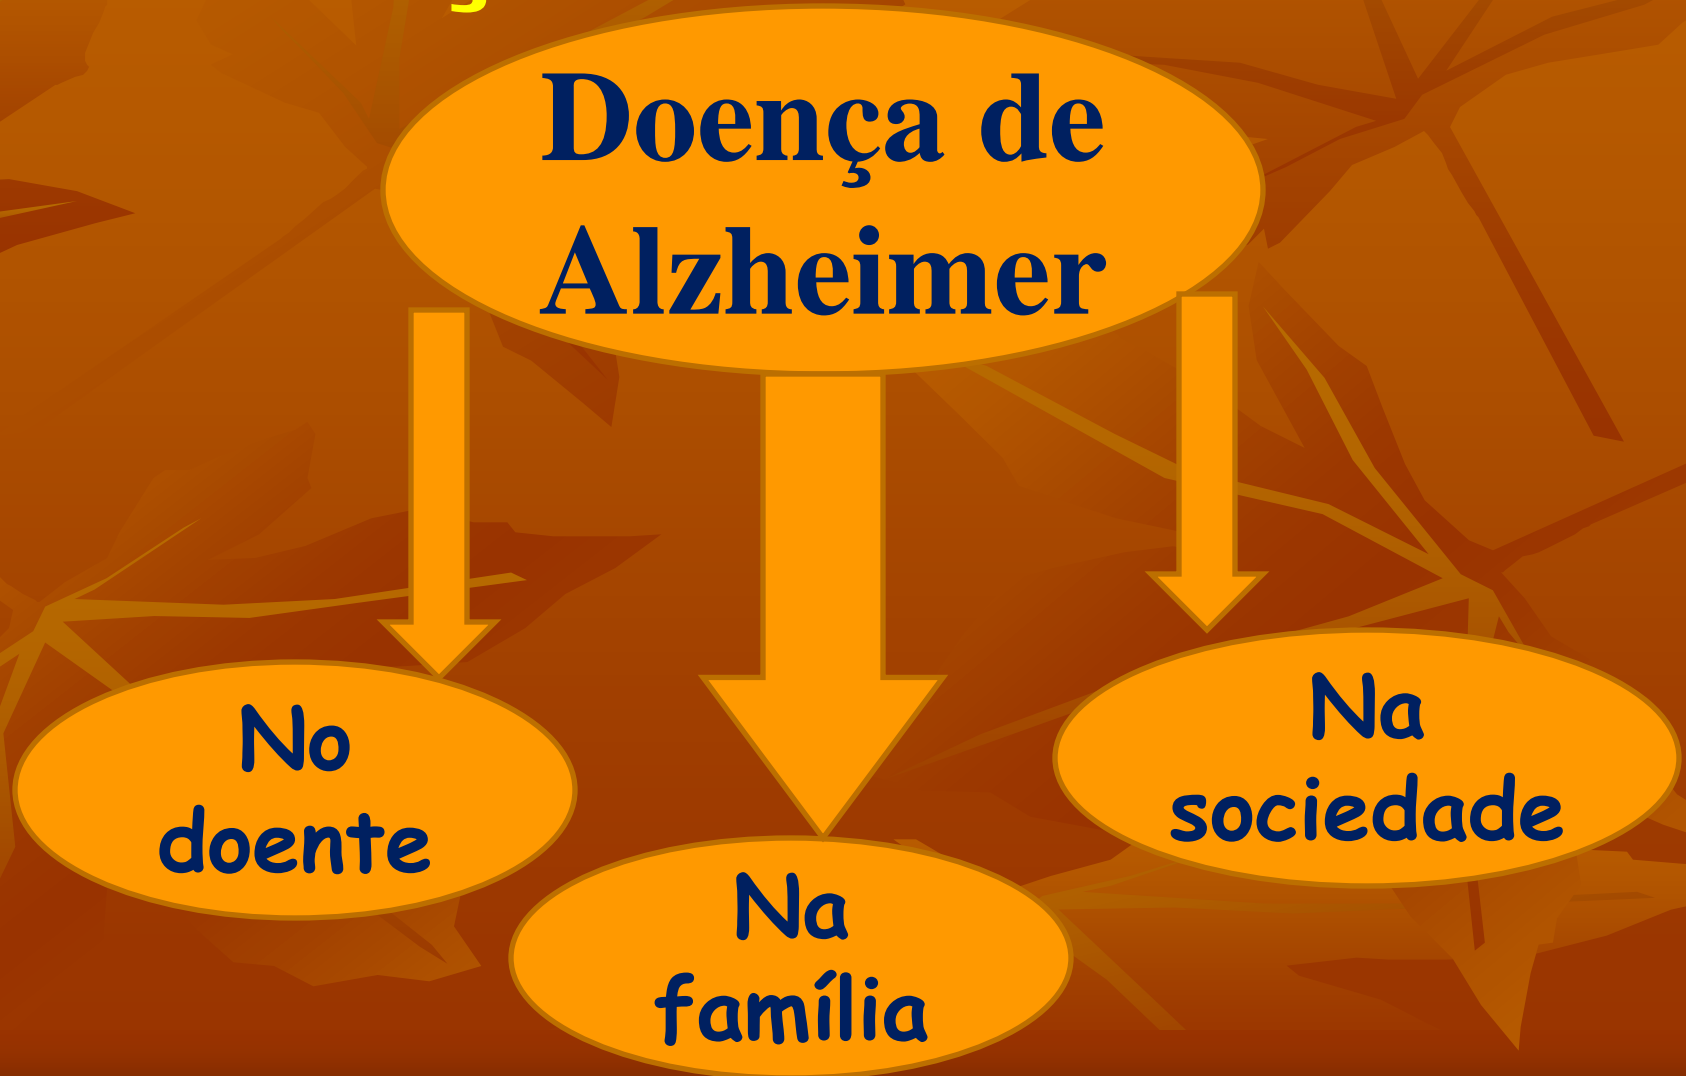 Doença de
Alzheimer
No
doente
Na
sociedade
Na
família